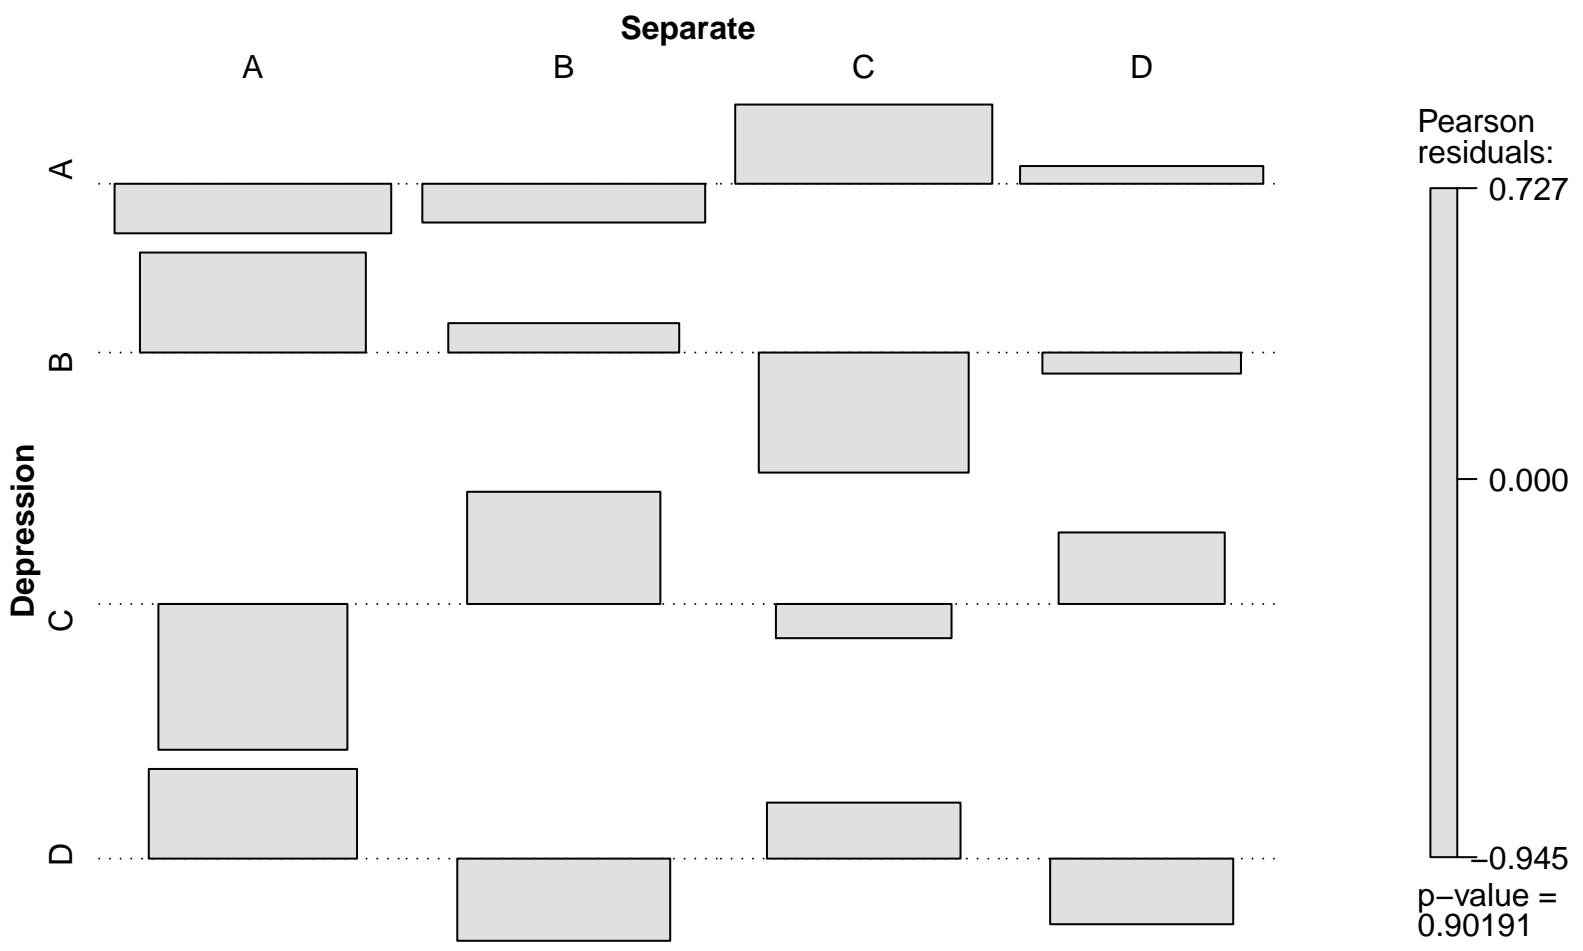 Separate
A B C D
Depression
A
B
C
D
Pearson
residuals:
0.727
0.000
−0.945
p−value =
0.90191